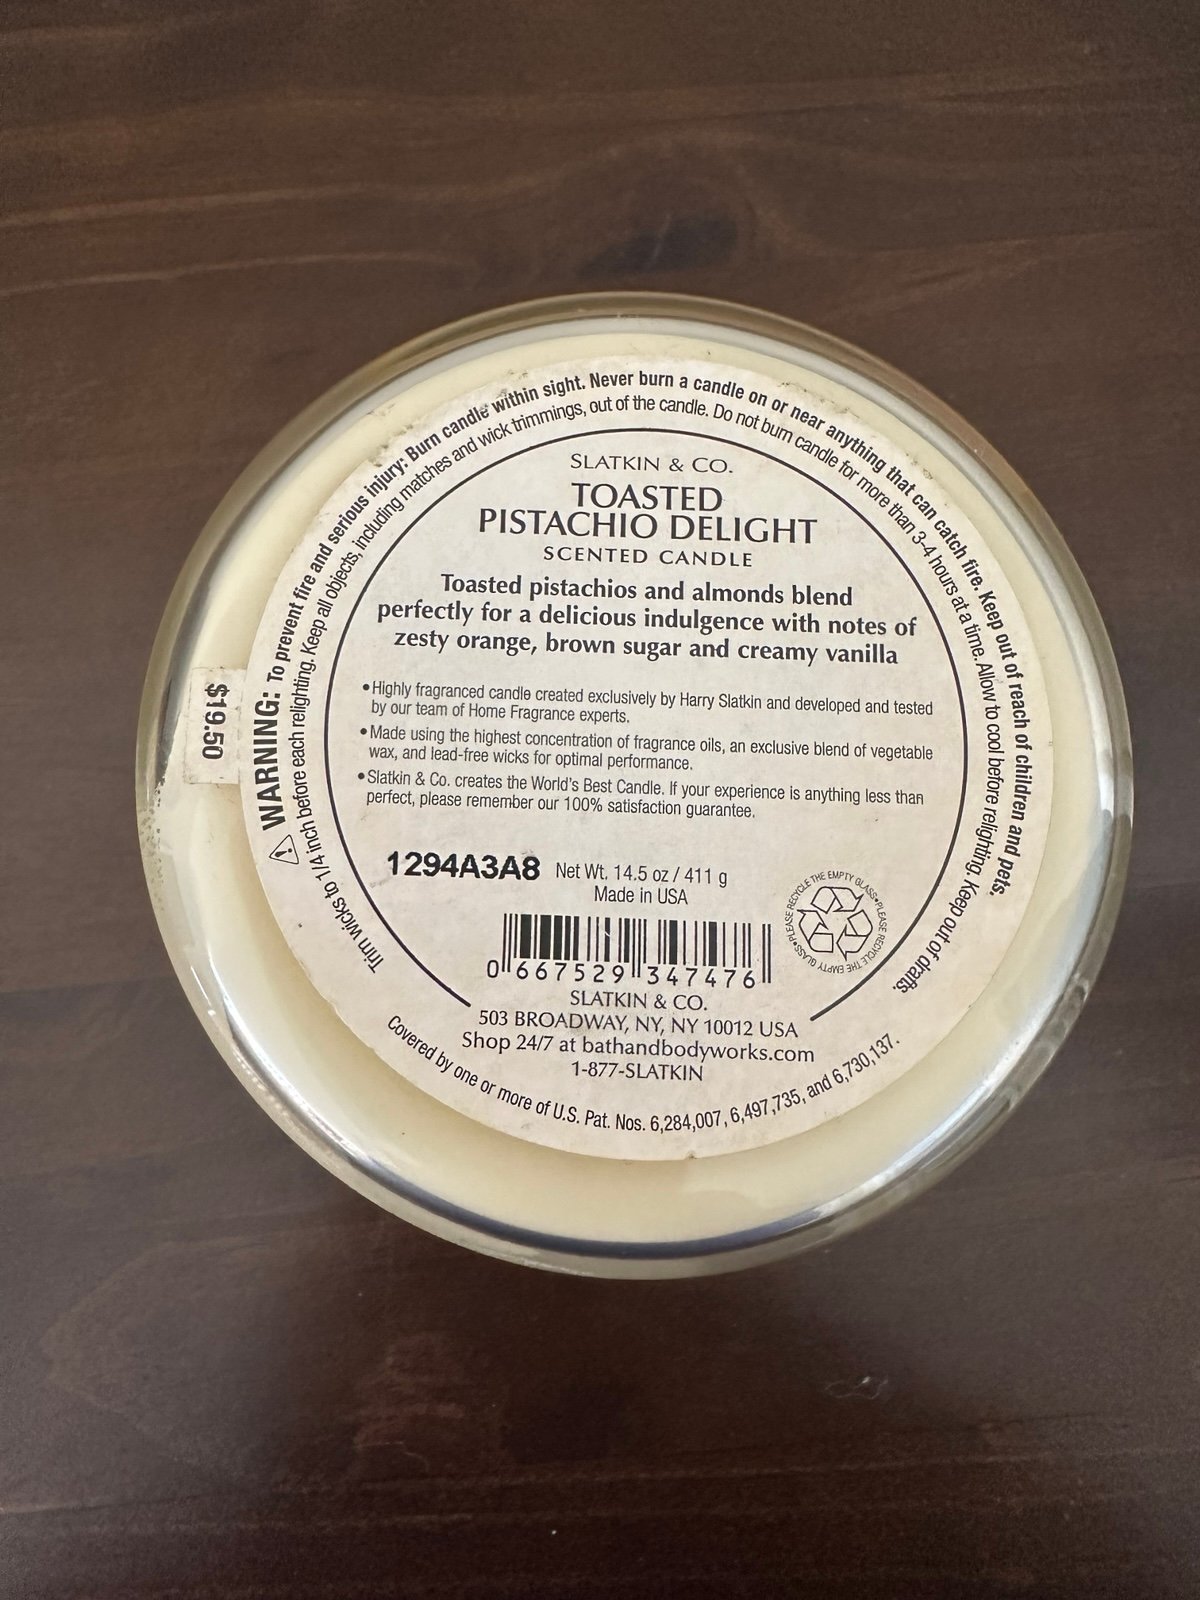 WARNING: To prevent fire and serious injury: Burn candle within sight. Never burn a candle on or near anything that can catch fire. Keep out of reach of children and pets.
Trim wicks to 1/4 inch before each relighting. Keep all objects, including matches and wick trimmings, out of the candle. Do not burn candle for more than 3-4 hours at a time. Allow to cool before relighting. Keep out of drafts.
SLATKIN & CO.
TOASTED
PISTACHIO DELIGHT
SCENTED CANDLE
Toasted pistachios and almonds blend
perfectly for a delicious indulgence with notes of
zesty orange, brown sugar and creamy vanilla
•Highly fragranced candle created exclusively by Harry Slatkin and developed and tested
by our team of Home Fragrance experts.
•Made using the highest concentration of fragrance oils, an exclusive blend of vegetable
wax, and lead-free wicks for optimal performance.
•Slatkin & Co. creates the World's Best Candle. If your experience is anything less than
perfect, please remember our 100% satisfaction guarantee.
$19.50
1294A3A8 Net Wt. 14.5 oz / 411 g
Made in USA
PLEASE RECYCLE THE EMPTY GLASS•PLEASE RECYCLE THE EMPTY GLASS•
0 667529 347476
SLATKIN & CO.
503 BROADWAY, NY, NY 10012 USA
Shop 24/7 at bathandbodyworks.com
1-877-SLATKIN
Covered by one or more of U.S. Pat. Nos. 6,284,007, 6,497,735, and 6,730,137.